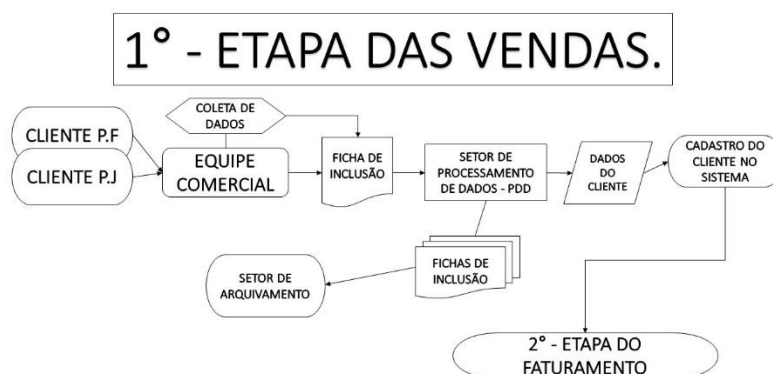 1° - ETAPA DAS VENDAS.
CLIENTE P.F
CLIENTE P.J
COLETA DE
DADOS
EQUIPE
COMERCIAL
FICHA DE
INCLUSÃO
SETOR DE
PROCESSAMENTO
DE DADOS - PDD
DADOS
DO
CLIENTE
CADASTRO DO
CLIENTE NO
SISTEMA
SETOR DE
ARQUIVAMENTO
FICHAS DE
INCLUSÃO
2° - ETAPA DO
FATURAMENTO